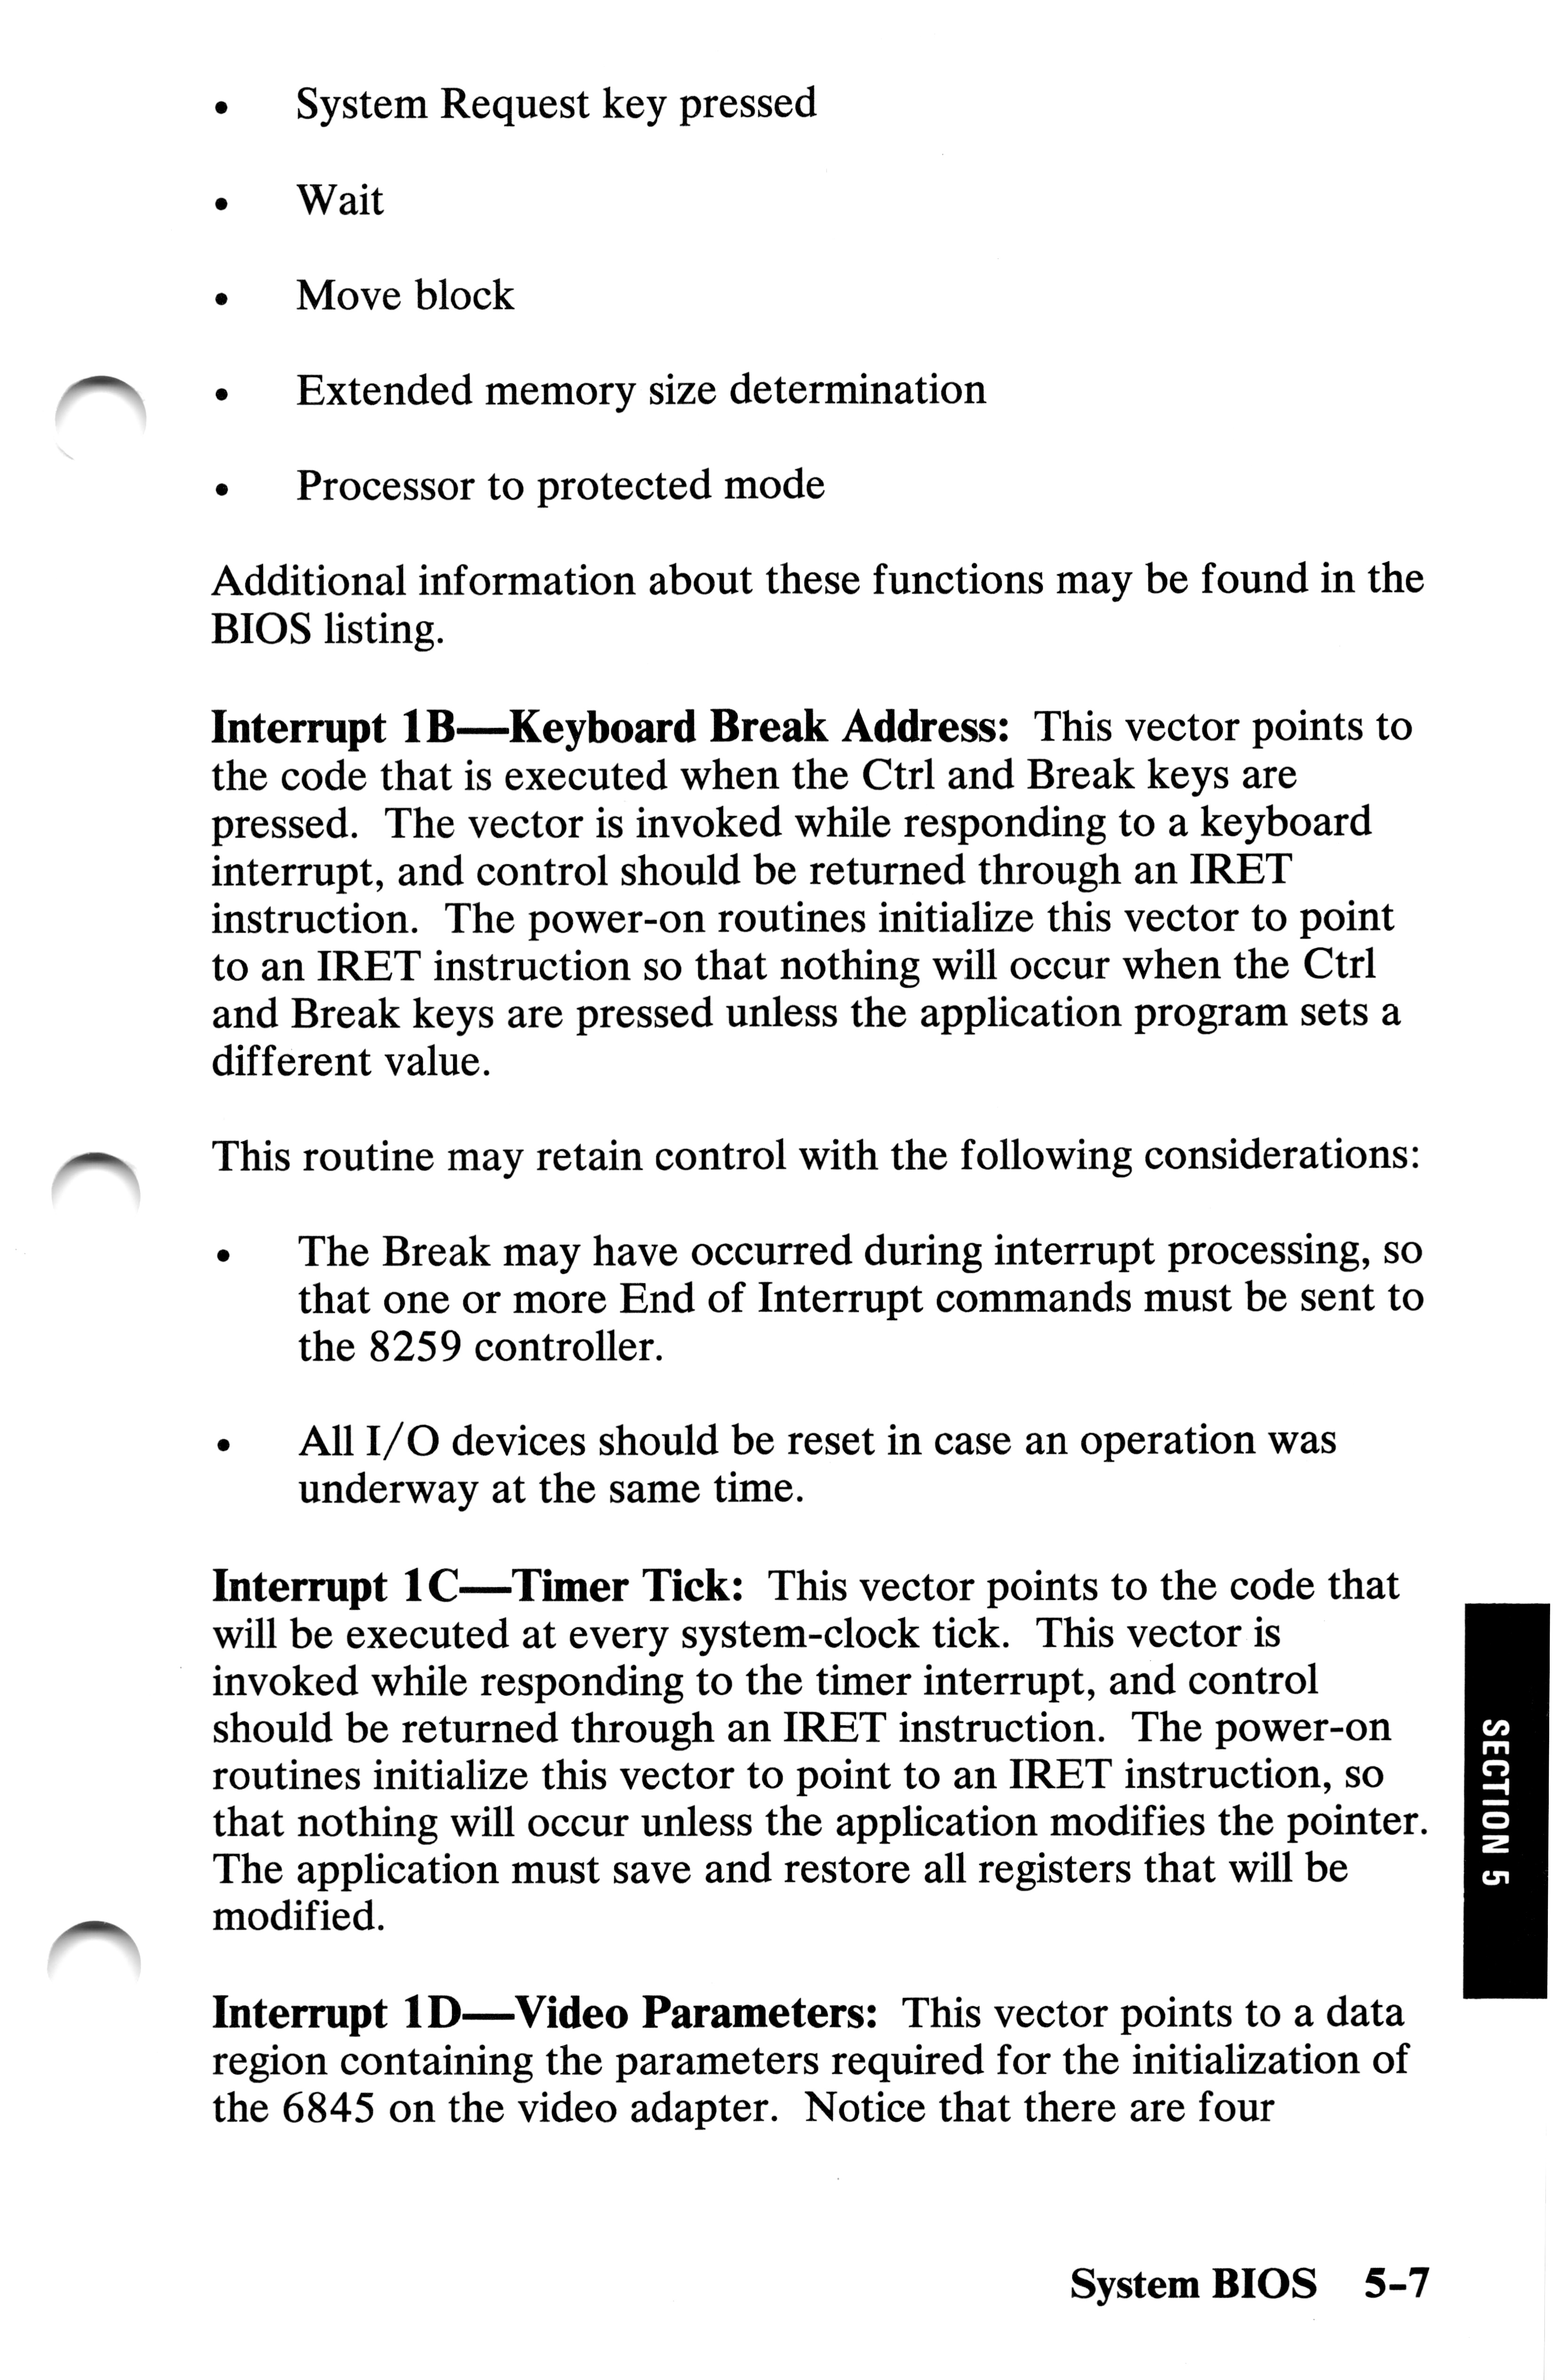 • System Request key pressed
• Wait
• Move block
• Extended memory size determination
• Processor to protected mode
Additional information about these functions may be found in the
BIOS listing.
Interrupt 1B—Keyboard Break Address: This vector points to
the code that is executed when the Ctrl and Break keys are
pressed. The vector is invoked while responding to a keyboard
interrupt, and control should be returned through an IRET
instruction. The power-on routines initialize this vector to point
to an IRET instruction so that nothing will occur when the Ctrl
and Break keys are pressed unless the application program sets a
different value.
This routine may retain control with the following considerations:
• The Break may have occurred during interrupt processing, so
that one or more End of Interrupt commands must be sent to
the 8259 controller.
• All I/O devices should be reset in case an operation was
underway at the same time.
Interrupt 1C—Timer Tick: This vector points to the code that
will be executed at every system-clock tick. This vector is
invoked while responding to the timer interrupt, and control
should be returned through an IRET instruction. The power-on
routines initialize this vector to point to an IRET instruction, so
that nothing will occur unless the application modifies the pointer.
The application must save and restore all registers that will be
modified.
Interrupt 1D—Video Parameters: This vector points to a data
region containing the parameters required for the initialization of
the 6845 on the video adapter. Notice that there are four
SECTION 5
System BIOS 5-7